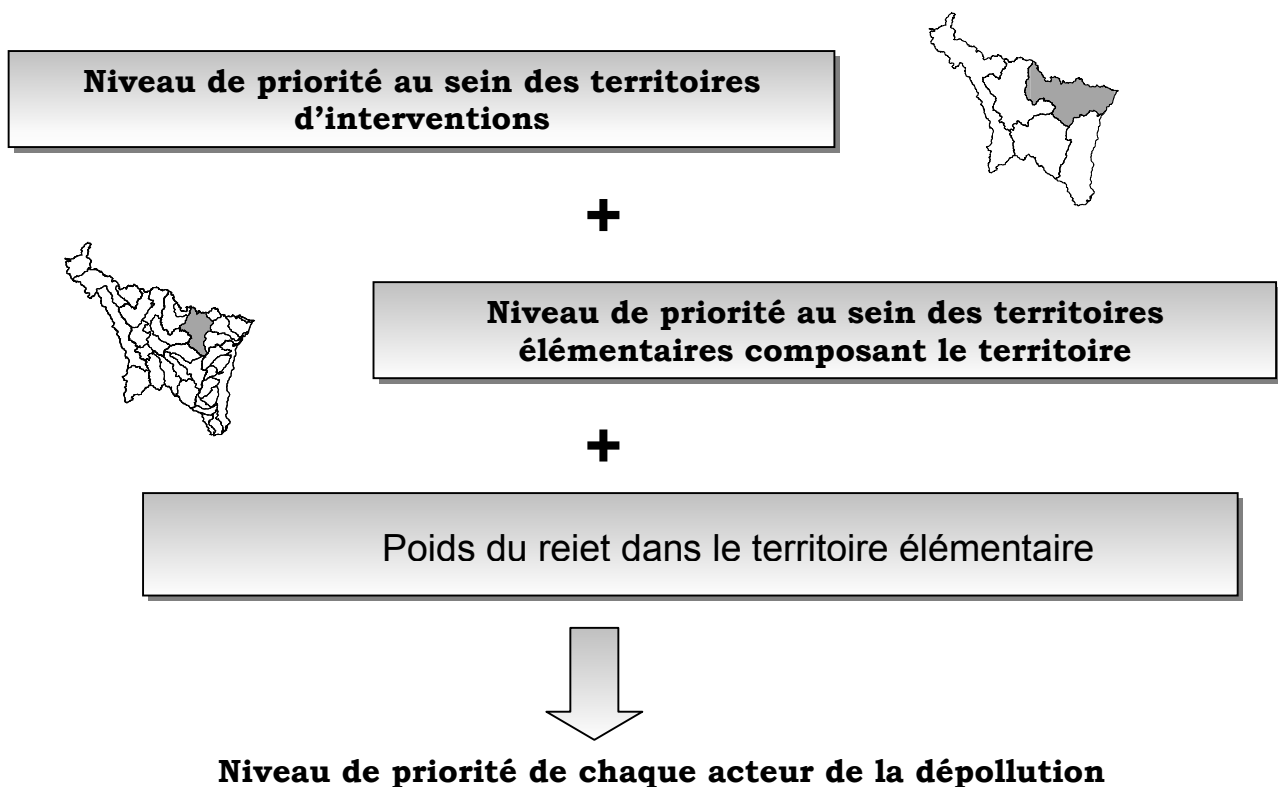 Niveau de priorité au sein des territoires
d’interventions
+
Niveau de priorité au sein des territoires
élémentaires composant le territoire
+
Poids du reiet dans le territoire élémentaire
Niveau de priorité de chaque acteur de la dépollution